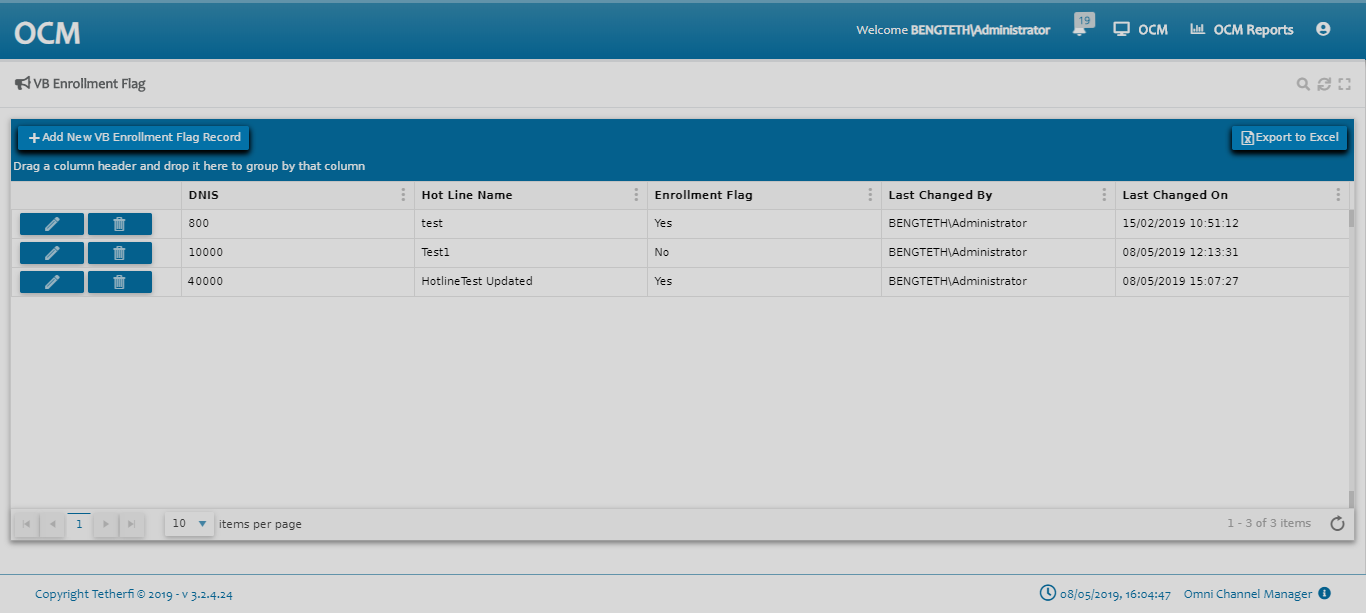 OCM
Welcome BENGTETH\Administrator 19 OCM OCM Reports
VB Enrollment Flag
Add New VB Enrollment Flag Record Export to Excel
Drag a column header and drop it here to group by that column
DNIS Hot Line Name Enrollment Flag Last Changed By Last Changed On
800 test Yes BENGTETH\Administrator 15/02/2019 10:51:12
10000 Test1 No BENGTETH\Administrator 08/05/2019 12:13:31
40000 HotlineTest Updated Yes BENGTETH\Administrator 08/05/2019 15:07:27
1 10 items per page 1 - 3 of 3 items
Copyright Tetherfi © 2019 - v 3.2.4.24 08/05/2019, 16:04:47 Omni Channel Manager